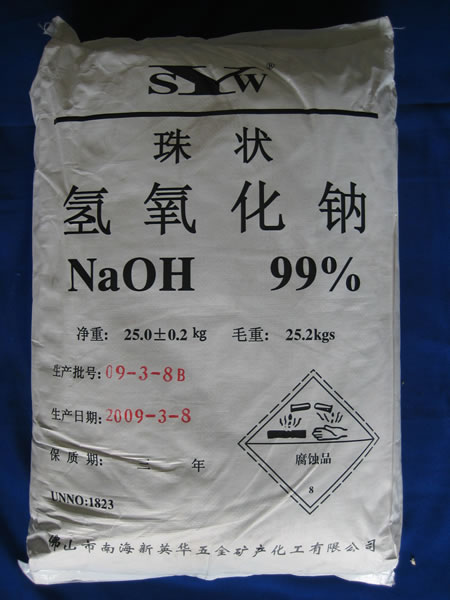 SYW®
珠状
氢氧化钠
NaOH 99%
净重: 25.0±0.2 kg 毛重: 25.2kgs
生产批号: 09-3-8B
生产日期: 2009-3-8
保质期: 二年
腐蚀品
8
UNNO:1823
佛山市南海新英华五金矿产化工有限公司